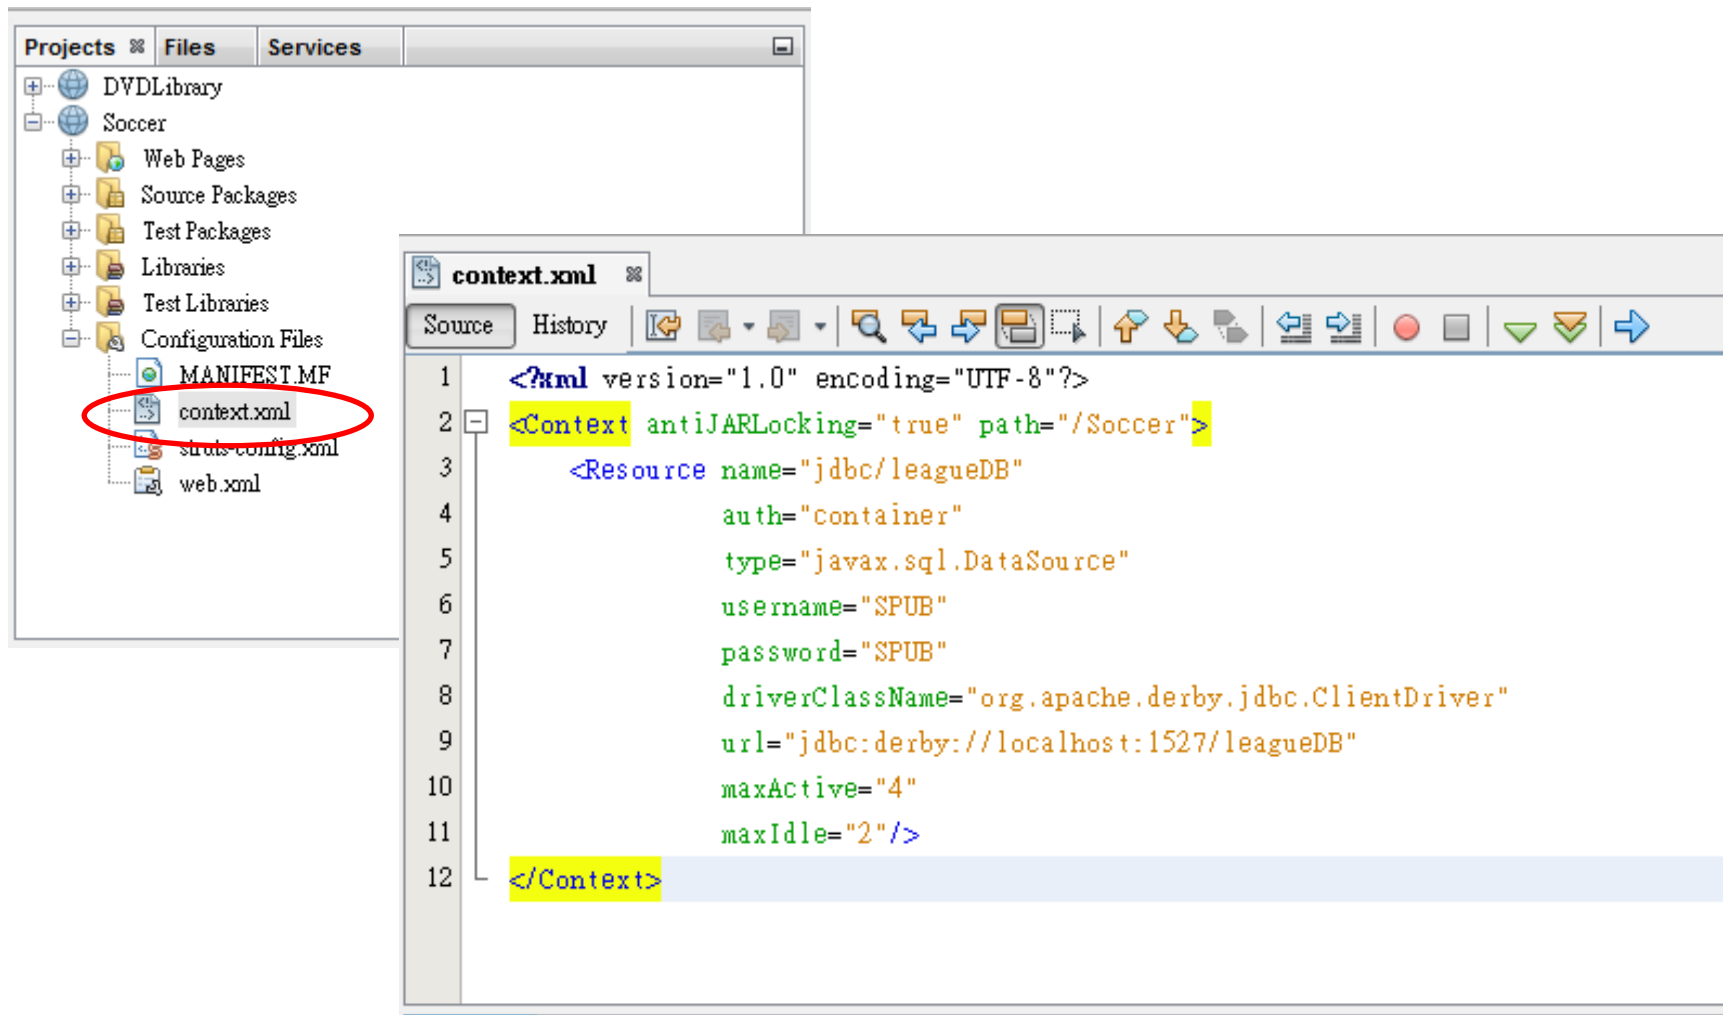 Projects Files Services
DVDLibrary
Soccer
Web Pages
Source Packages
Test Packages
Libraries
Test Libraries
Configuration Files
MANIFEST.MF
context.xml
struts-config.xml
web.xml
context.xml
Source History
1 <?xml version="1.0" encoding="UTF-8"?>
2 <Context antiJARLocking="true" path="/Soccer">
3 <Resource name="jdbc/leagueDB"
4 auth="container"
5 type="javax.sql.DataSource"
6 username="SPUB"
7 password="SPUB"
8 driverClassName="org.apache.derby.jdbc.ClientDriver"
9 url="jdbc:derby://localhost:1527/leagueDB"
10 maxActive="4"
11 maxIdle="2"/>
12 </Context>